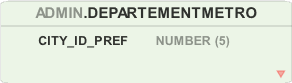 ADMIN.DEPARTEMENTMETRO
CITY_ID_PREF NUMBER (5)